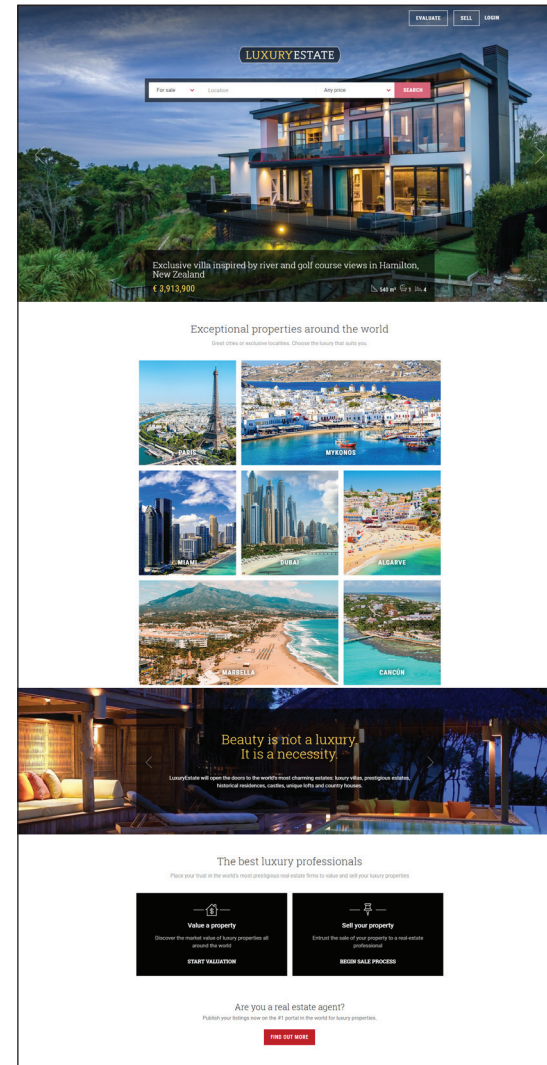 EVALUATE SELL LOGIN
LUXURYESTATE
For sale Location Any price SEARCH
Exclusive villa inspired by river and golf course views in Hamilton,
New Zealand
€ 3,913,900 540 m² 5 4
Exceptional properties around the world
Great cities or exclusive localities. Choose the luxury that suits you.
PARIS MYKONOS
MIAMI DUBAI ALGARVE
MARBELLA CANCÚN
Beauty is not a luxury.
It is a necessity.
LuxuryEstate will open the doors to the world's most charming estates: luxury villas, prestigious estates,
historical residences, castles, unique lofts and country houses.
The best luxury professionals
Place your trust in the world's most prestigious real estate firms to value and sell your luxury properties
Value a property
Discover the market value of luxury properties all
around the world
START VALUATION
Sell your property
Entrust the sale of your property to a real estate
professional
BEGIN SALE PROCESS
Are you a real estate agent?
Publish your listings now on the #1 portal in the world for luxury properties.
FIND OUT MORE